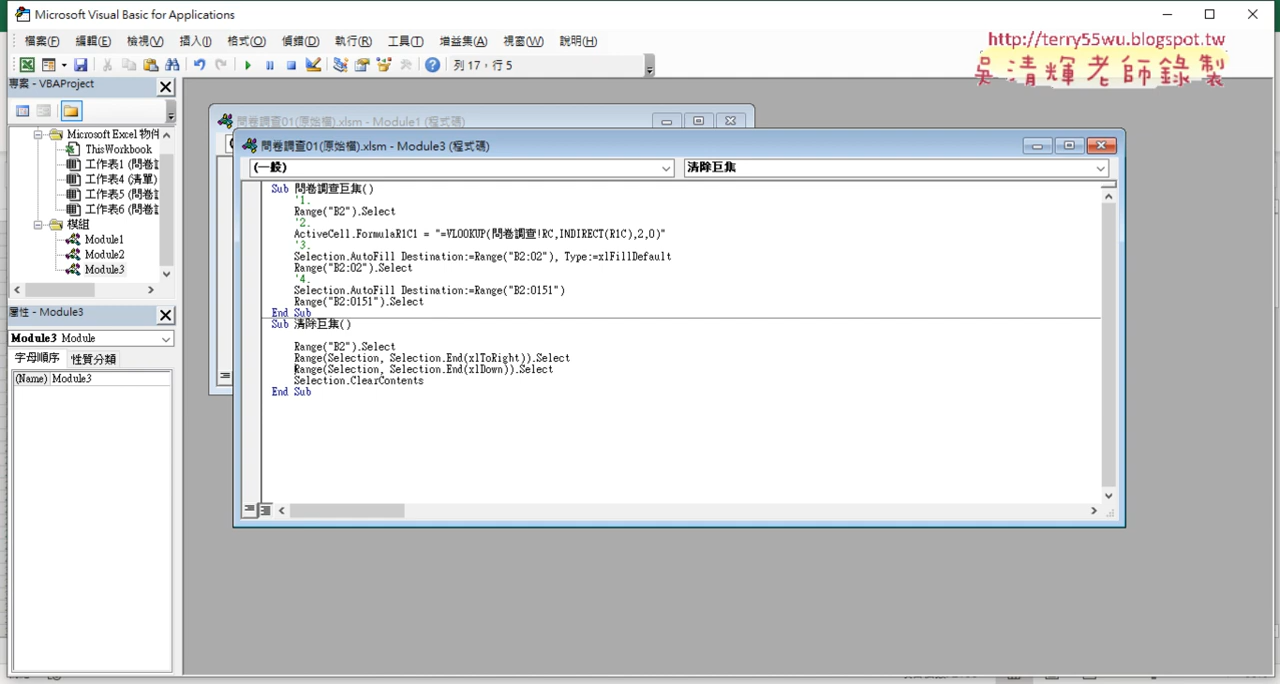 Microsoft Visual Basic for Applications
檔案(F) 編輯(E) 檢視(V) 插入(I) 格式(O) 偵錯(D) 執行(R) 工具(T) 增益集(A) 視窗(W) 說明(H)
http://terry55wu.blogspot.tw
吳清輝老師錄製
列 17，行 5
專案 - VBAProject
Microsoft Excel 物件
ThisWorkbook
工作表1 (問卷
工作表4 (清單)
工作表5 (問卷
工作表6 (問卷
模組
Module1
Module2
Module3
屬性 - Module3
Module3 Module
字母順序 性質分類
(Name) Module3
問卷調查01(原始檔).xlsm - Module1 (程式碼)
問卷調查01(原始檔).xlsm - Module3 (程式碼)
(一般) 清除巨集
Sub 問卷調查巨集()
'1.
Range("B2").Select
'2.
ActiveCell.FormulaR1C1 = "=VLOOKUP(問卷調查!RC,INDIRECT(R1C),2,0)"
'3.
Selection.AutoFill Destination:=Range("B2:O2"), Type:=xlFillDefault
Range("B2:O2").Select
'4.
Selection.AutoFill Destination:=Range("B2:O151")
Range("B2:O151").Select
End Sub
Sub 清除巨集()
Range("B2").Select
Range(Selection, Selection.End(xlToRight)).Select
Range(Selection, Selection.End(xlDown)).Select
Selection.ClearContents
End Sub